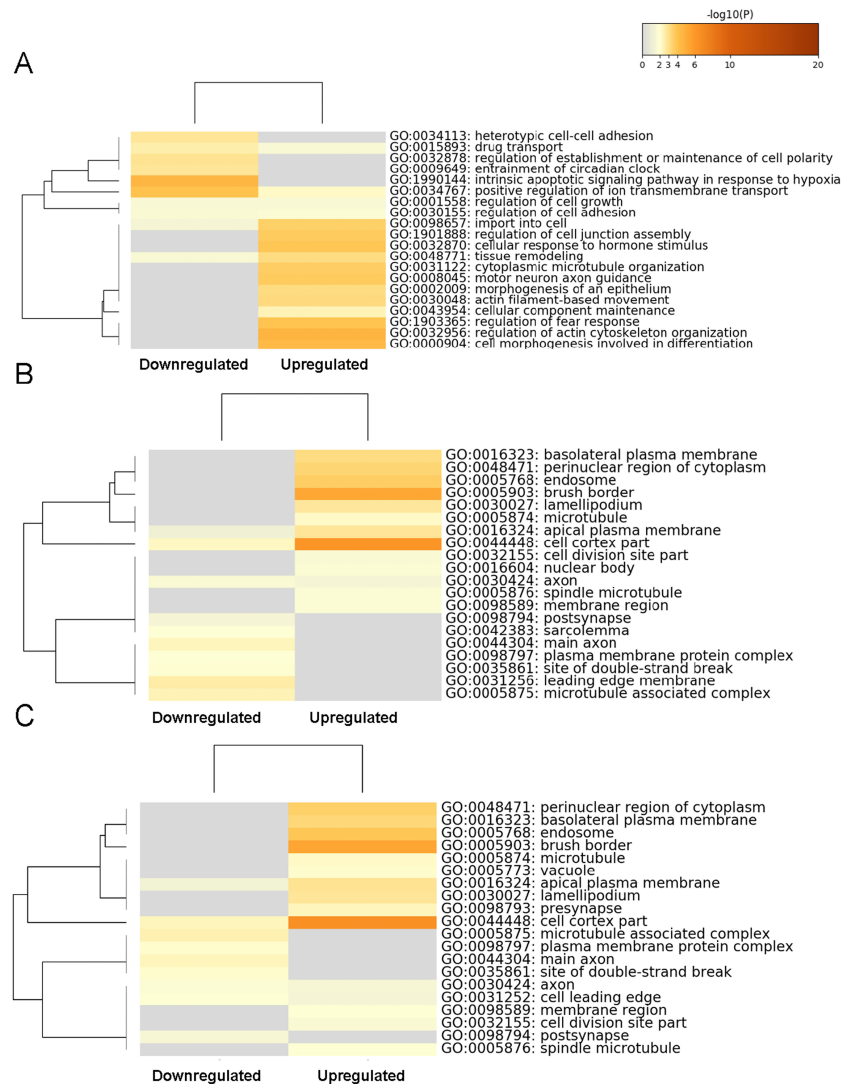 -log10(P)
0 2 3 4 6 10 20
A
GO:0034113: heterotypic cell-cell adhesion
GO:0015893: drug transport
GO:0032878: regulation of establishment or maintenance of cell polarity
GO:0009649: entrainment of circadian clock
GO:1990144: intrinsic apoptotic signaling pathway in response to hypoxia
GO:0034767: positive regulation of ion transmembrane transport
GO:0001558: regulation of cell growth
GO:0030155: regulation of cell adhesion
GO:0098657: import into cell
GO:1901888: regulation of cell junction assembly
GO:0032870: cellular response to hormone stimulus
GO:0048771: tissue remodeling
GO:0031122: cytoplasmic microtubule organization
GO:0008045: motor neuron axon guidance
GO:0002009: morphogenesis of an epithelium
GO:0030048: actin filament-based movement
GO:0043954: cellular component maintenance
GO:1903365: regulation of fear response
GO:0032956: regulation of actin cytoskeleton organization
GO:0000904: cell morphogenesis involved in differentiation
Downregulated Upregulated
B
GO:0016323: basolateral plasma membrane
GO:0048471: perinuclear region of cytoplasm
GO:0005768: endosome
GO:0005903: brush border
GO:0030027: lamellipodium
GO:0005874: microtubule
GO:0016324: apical plasma membrane
GO:0044448: cell cortex part
GO:0032155: cell division site part
GO:0016604: nuclear body
GO:0030424: axon
GO:0005876: spindle microtubule
GO:0098589: membrane region
GO:0098794: postsynapse
GO:0042383: sarcolemma
GO:0044304: main axon
GO:0098797: plasma membrane protein complex
GO:0035861: site of double-strand break
GO:0031256: leading edge membrane
GO:0005875: microtubule associated complex
Downregulated Upregulated
C
GO:0048471: perinuclear region of cytoplasm
GO:0016323: basolateral plasma membrane
GO:0005768: endosome
GO:0005903: brush border
GO:0005874: microtubule
GO:0005773: vacuole
GO:0016324: apical plasma membrane
GO:0030027: lamellipodium
GO:0098793: presynapse
GO:0044448: cell cortex part
GO:0005875: microtubule associated complex
GO:0098797: plasma membrane protein complex
GO:0044304: main axon
GO:0035861: site of double-strand break
GO:0030424: axon
GO:0031252: cell leading edge
GO:0098589: membrane region
GO:0032155: cell division site part
GO:0098794: postsynapse
GO:0005876: spindle microtubule
Downregulated Upregulated